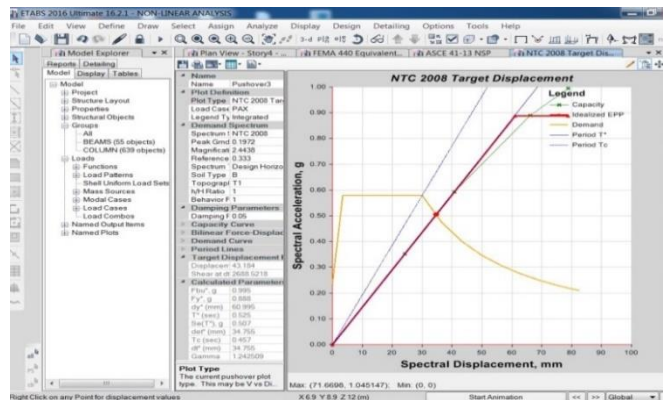 ETABS 2016 Ultimate 16.2.1 - NON-LINEAR ANALYSIS
File Edit View Define Draw Select Assign Analyze Display Design Detailing Options Tools Help
Model Explorer
Plan View - Story4 - ...
FEMA 440 Equivalent...
ASCE 41-13 NSP
NTC 2008 Target Dis...
Reports Detailing
Model Display Tables
Model
Project
Structure Layout
Properties
Structural Objects
Groups
All
BEAMS (55 objects)
COLUMN (639 objects)
Loads
Functions
Load Patterns
Shell Uniform Load Sets
Mass Sources
Modal Cases
Load Cases
Load Combos
Named Output Items
Named Plots
Name
Name Pushover3
Plot Definition
Plot Type NTC 2008 Tar
Load Case PAX
Legend Ty Integrated
Demand Spectrum
Spectrum NTC 2008
Peak Grnd 0.1972
Magnificat 2.4438
Reference 0.333
Spectrum Design Horizo
Soil Type B
Topograph T1
h/H Ratio 1
Behavior F 1
Damping Parameters
Damping F 0.05
Capacity Curve
Bilinear Force-Displac
Demand Curve
Period Lines
Target Displacement
Displacem 43.184
Shear at di 2688.5218
Calculated Parameter
Fbu*, g 0.995
Fy*, g 0.888
dy* (mm) 60.995
T* (sec) 0.525
Se(T*), g 0.507
det* (mm) 34.755
Tc (sec) 0.457
dt* (mm) 34.755
Gamma 1.242509
Plot Type
The current pushover plot
type. This may be V vs Di...
NTC 2008 Target Displacement
Legend
Capacity
Idealized EPP
Demand
Period T*
Period Tc
Spectral Acceleration, g
1.00
0.90
0.80
0.70
0.60
0.50
0.40
0.30
0.20
0.10
0.00
0 10 20 30 40 50 60 70 80 90 100
Spectral Displacement, mm
Max: (71.6696, 1.045147); Min: (0, 0)
Right Click on any Point for displacement values
X 6.9 Y 8.9 Z 12 (m)
Start Animation
<< >> Global